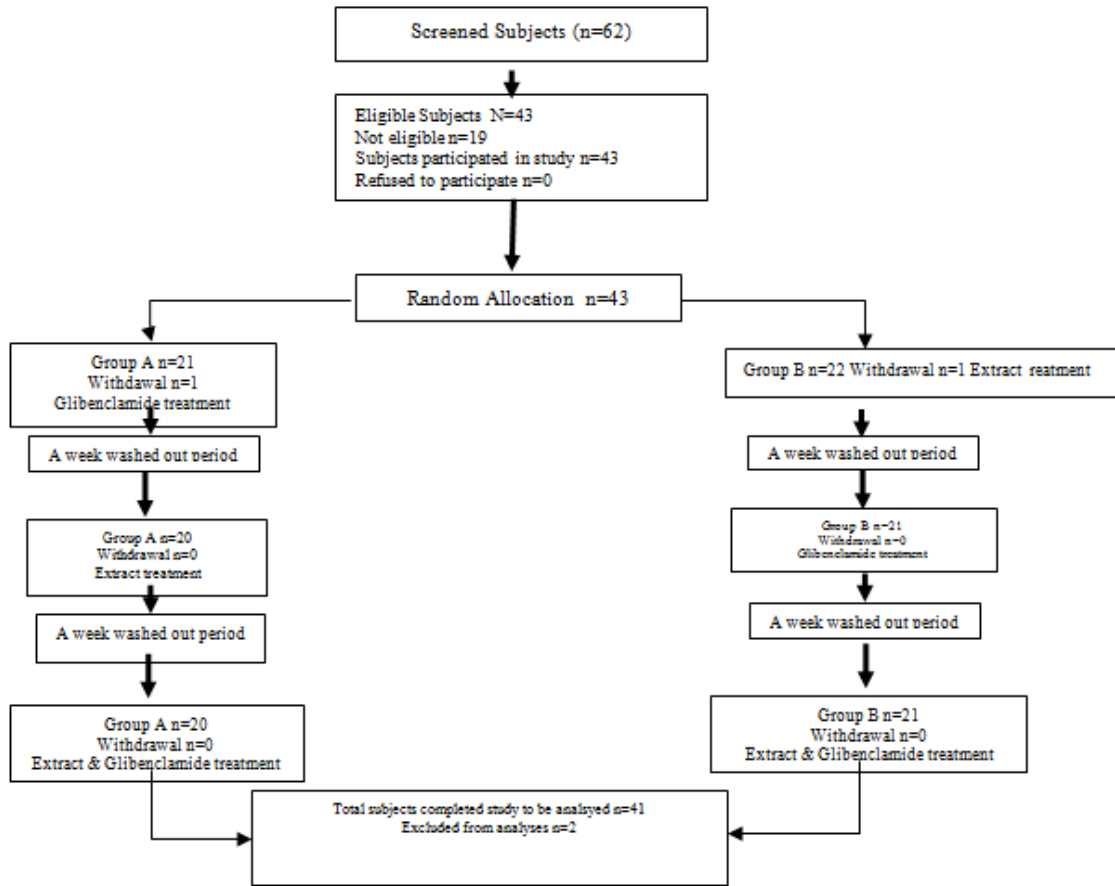 Screened Subjects (n=62)
Eligible Subjects N=43
Not eligible n=19
Subjects participated in study n=43
Refused to participate n=0
Random Allocation n=43
Group A n=21
Withdawal n=1
Glibenclamide treatment
Group B n=22 Withdrawal n=1 Extract reatment
A week washed out period
A week washed out period
Group A n=20
Withdrawal n=0
Extract treatment
Group B n=21
Withdrawal n=0
Glibenclamide treatment
A week washed out period
A week washed out period
Group A n=20
Withdrawal n=0
Extract & Glibenclamide treatment
Group B n=21
Withdrawal n=0
Extract & Glibenclamide treatment
Total subjects completed study to be analsyed n=41
Excluded from analyses n=2